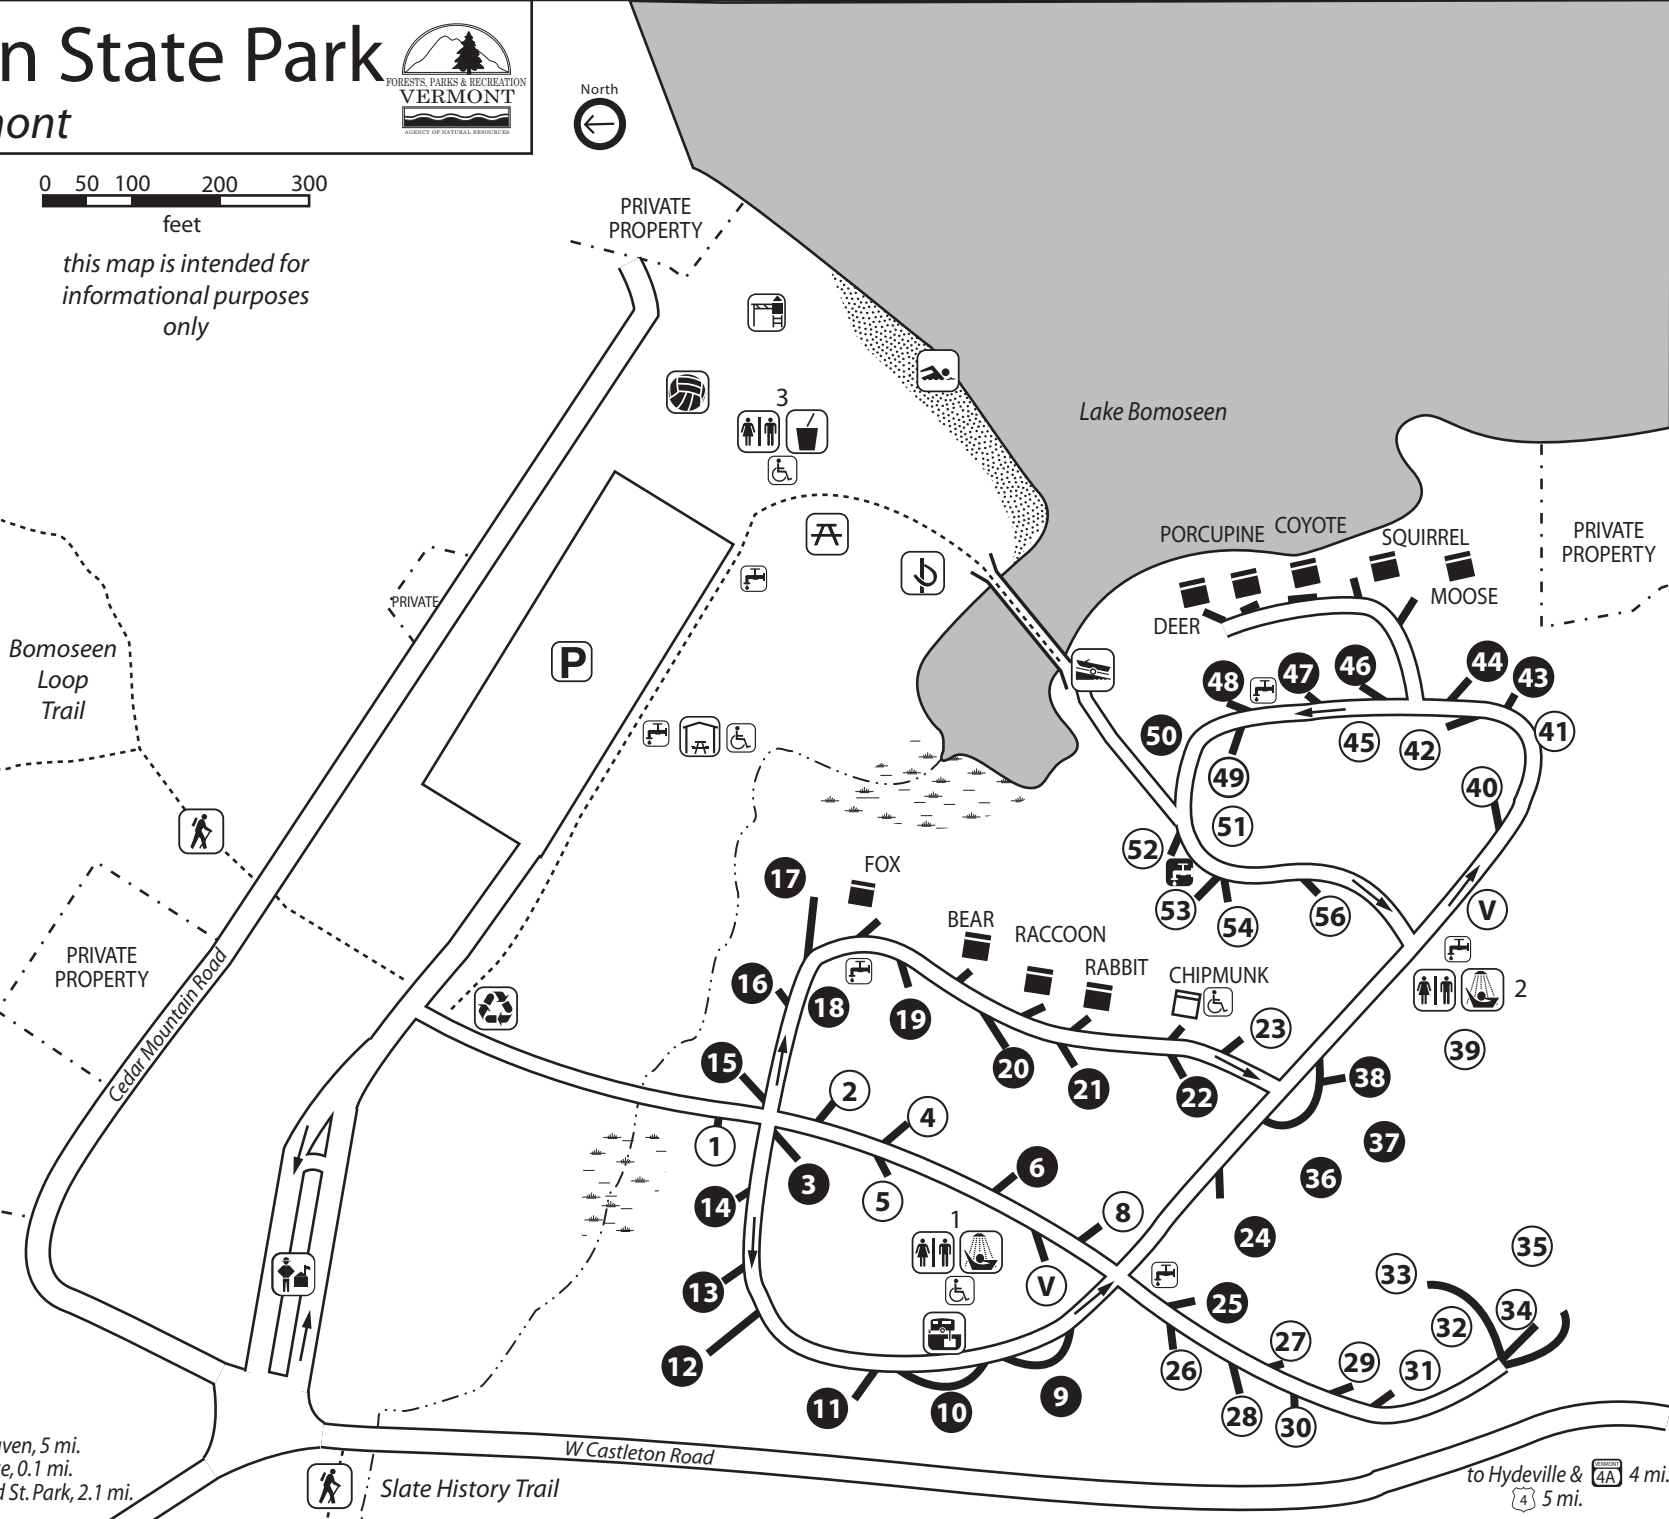 n State Park
ont
FORESTS, PARKS & RECREATION
VERMONT
AGENCY OF NATURAL RESOURCES
North
0 50 100 200 300
feet
this map is intended for
informational purposes
only
PRIVATE
PROPERTY
3
Lake Bomoseen
PORCUPINE
COYOTE
SQUIRREL
MOOSE
DEER
PRIVATE
PROPERTY
PRIVATE
Bomoseen
Loop
Trail
P
48
47
46
44
43
50
49
45
42
41
40
51
52
53
54
56
V
2
39
17
FOX
BEAR
RACCOON
RABBIT
CHIPMUNK
16
18
19
20
21
22
23
38
37
36
PRIVATE
PROPERTY
Cedar Mountain Road
15
2
4
1
3
5
6
14
8
1
V
13
12
11
10
9
24
25
26
27
28
29
30
31
32
33
34
35
W Castleton Road
Slate History Trail
ven, 5 mi.
e, 0.1 mi.
d St. Park, 2.1 mi.
to Hydeville & VERMONT 4A 4 mi.
4 5 mi.